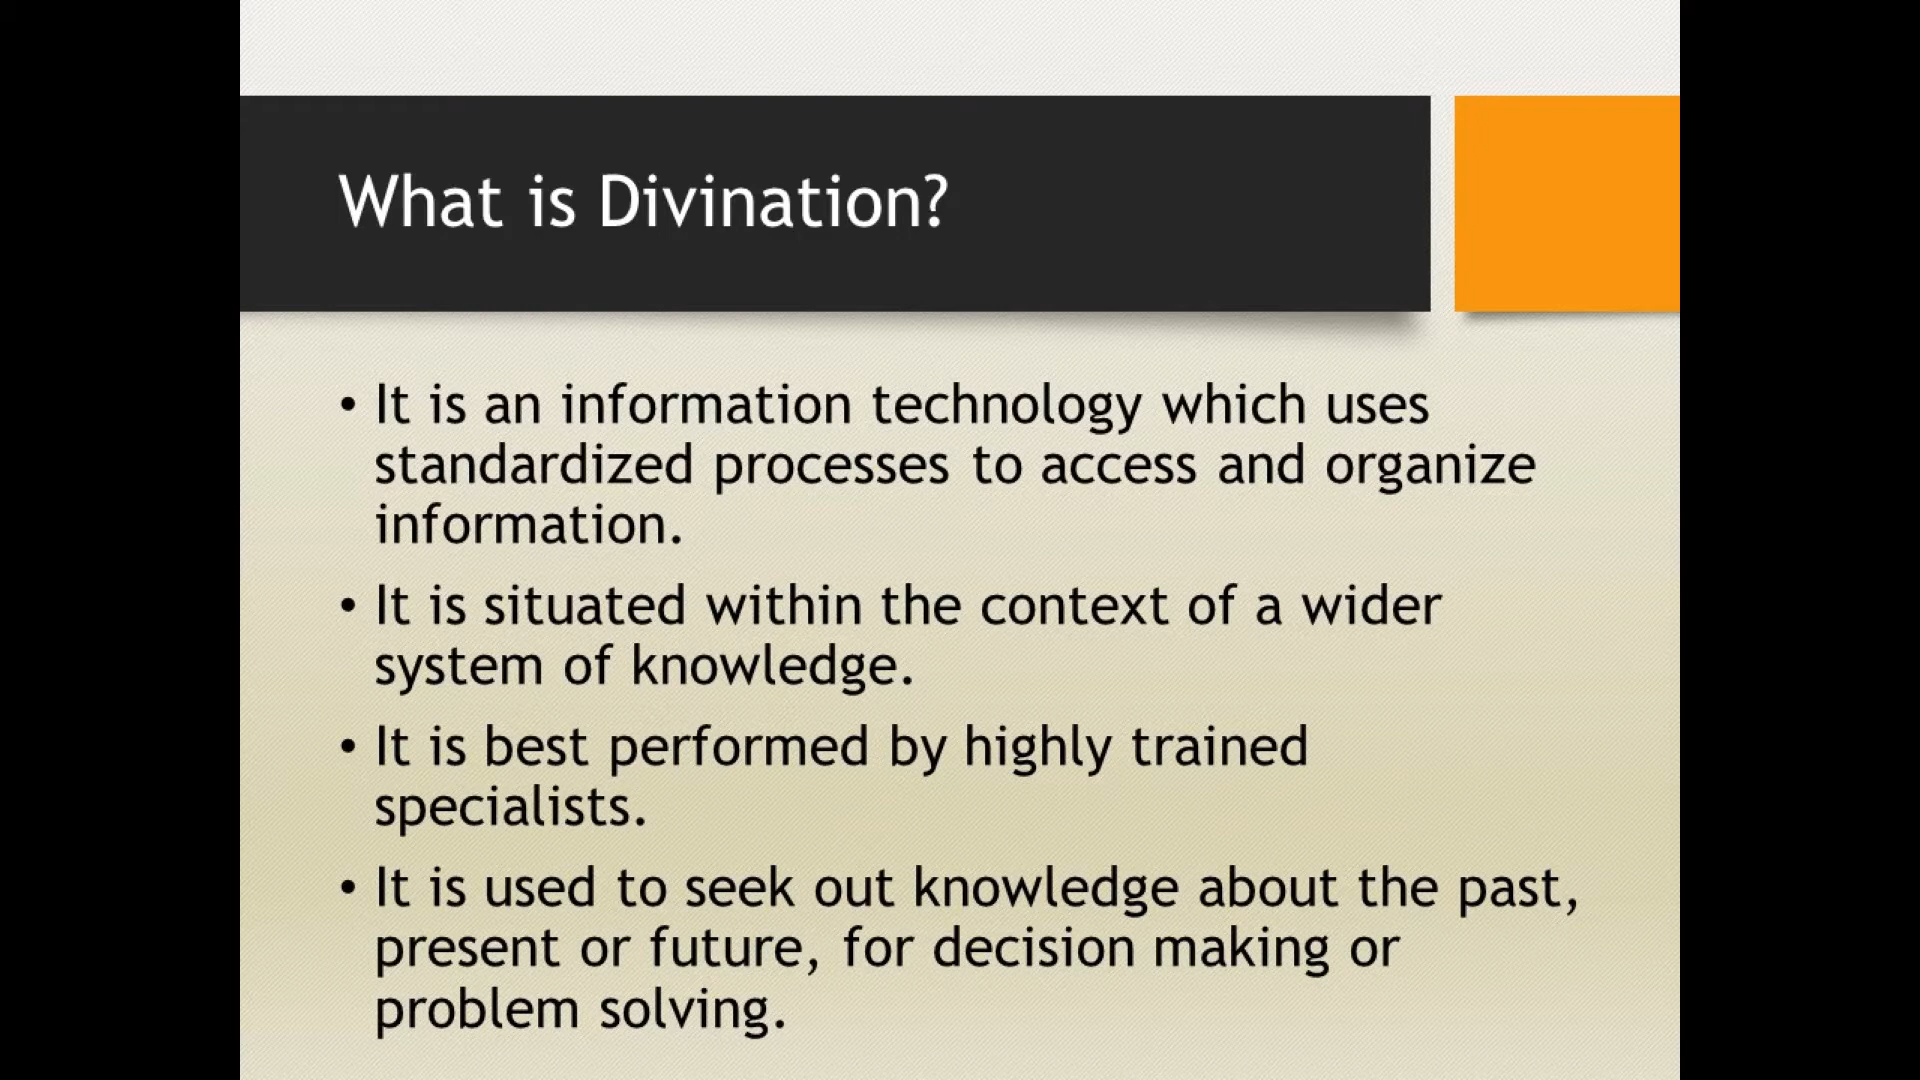 What is Divination?
• It is an information technology which uses
standardized processes to access and organize
information.
• It is situated within the context of a wider
system of knowledge.
• It is best performed by highly trained
specialists.
• It is used to seek out knowledge about the past,
present or future, for decision making or
problem solving.